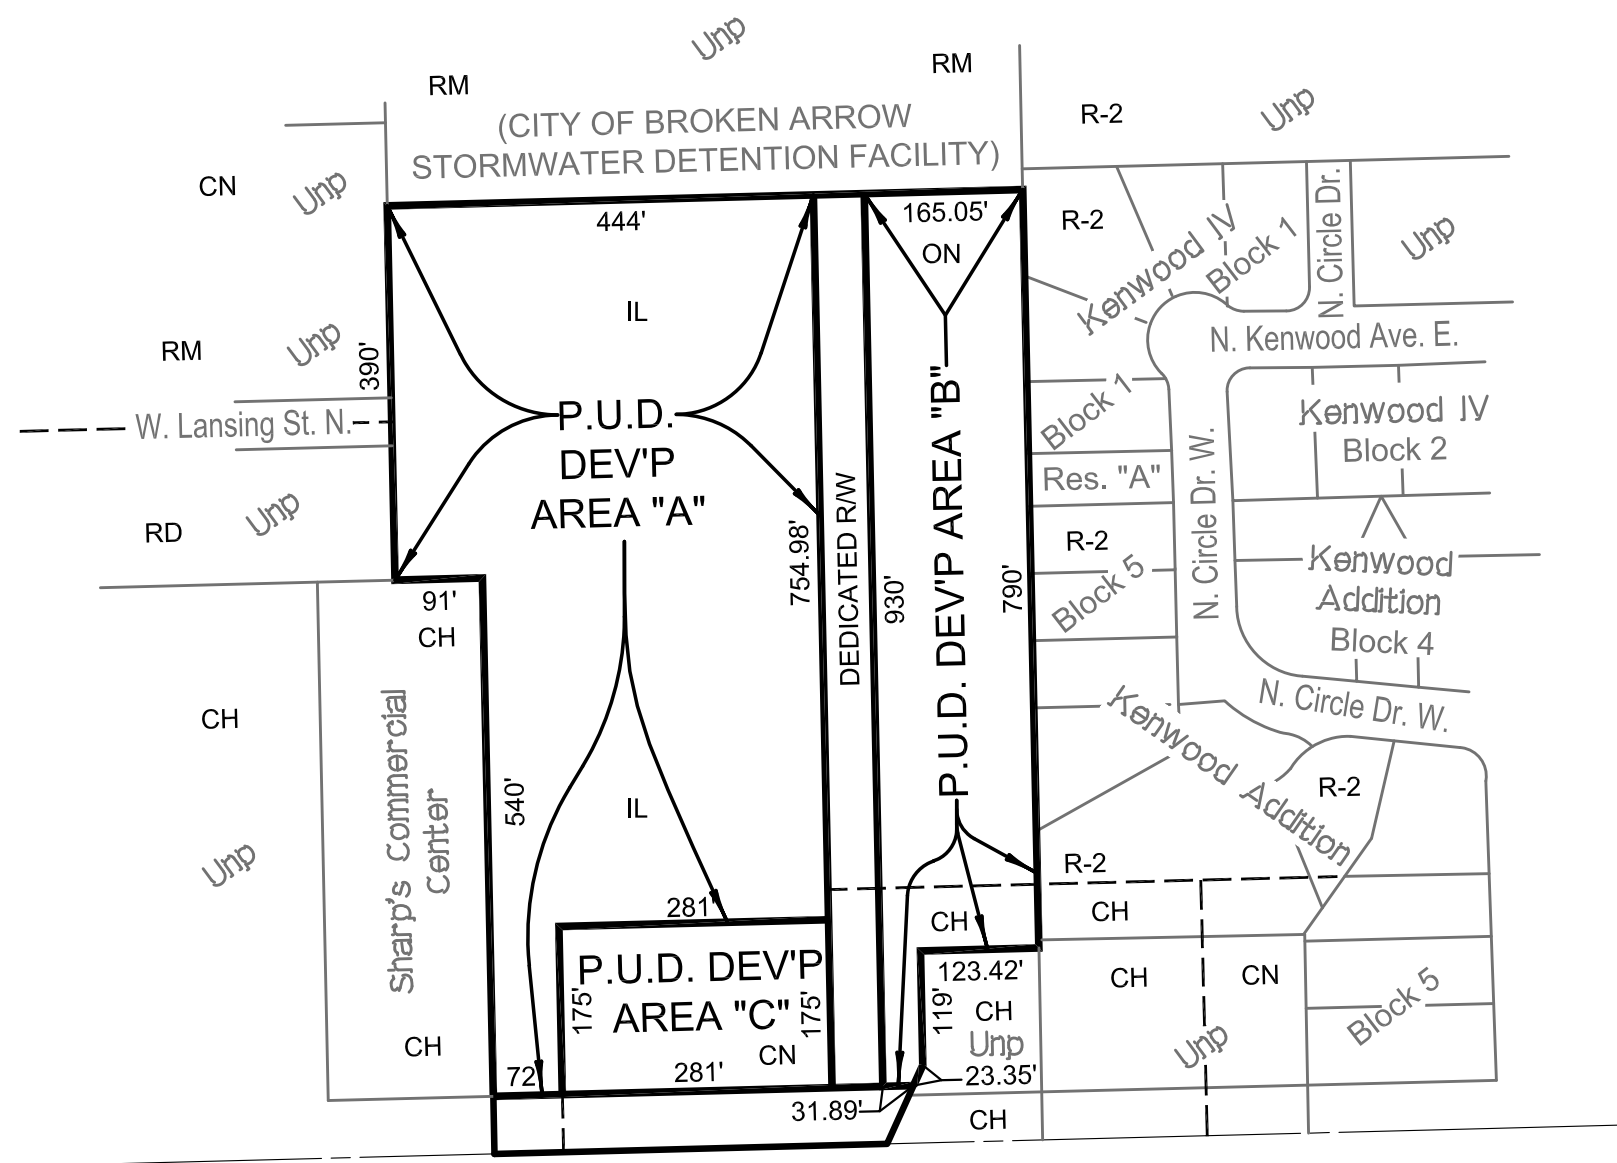 Unp
RM
RM
(CITY OF BROKEN ARROW
STORMWATER DETENTION FACILITY)
R-2
Unp
CN
Unp
444'
165.05'
ON
R-2
Kenwood IV
Block 1
N. Circle Dr.
Unp
IL
RM
Unp
390'
N. Kenwood Ave. E.
W. Lansing St. N.
P.U.D.
DEV'P
AREA "A"
P.U.D. DEV'P AREA "B"
Block 1
Kenwood IV
Block 2
Res. "A"
RD
Unp
754.98'
DEDICATED R/W
930'
790'
R-2
Block 5
N. Circle Dr. W.
Kenwood
Addition
Block 4
91'
CH
N. Circle Dr. W.
CH
Sharp's Commercial
Center
540'
IL
Kenwood Addition
R-2
Unp
R-2
281'
CH
CH
P.U.D. DEV'P
AREA "C"
175'
175'
CN
281'
123.42'
119'
CH
Unp
CH
CN
Block 5
Unp
CH
72
23.35'
31.89'
CH